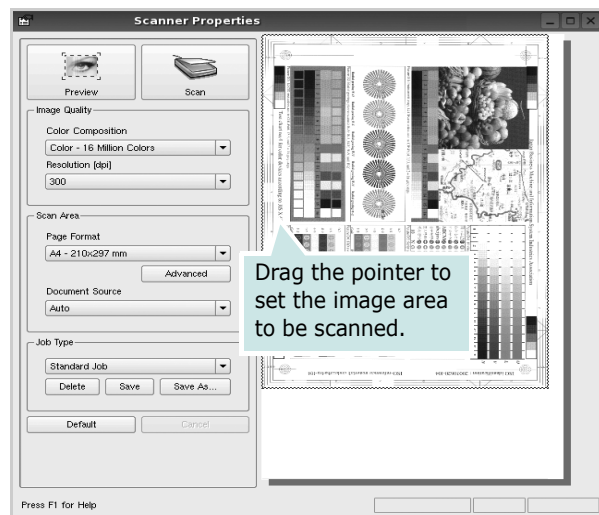 Scanner Properties
Preview
Scan
Image Quality
Color Composition
Color - 16 Million Colors
Resolution [dpi]
300
Scan Area
Page Format
A4 - 210x297 mm
Advanced
Document Source
Auto
Job Type
Standard Job
Delete
Save
Save As...
Default
Cancel
Drag the pointer to
set the image area
to be scanned.
Press F1 for Help